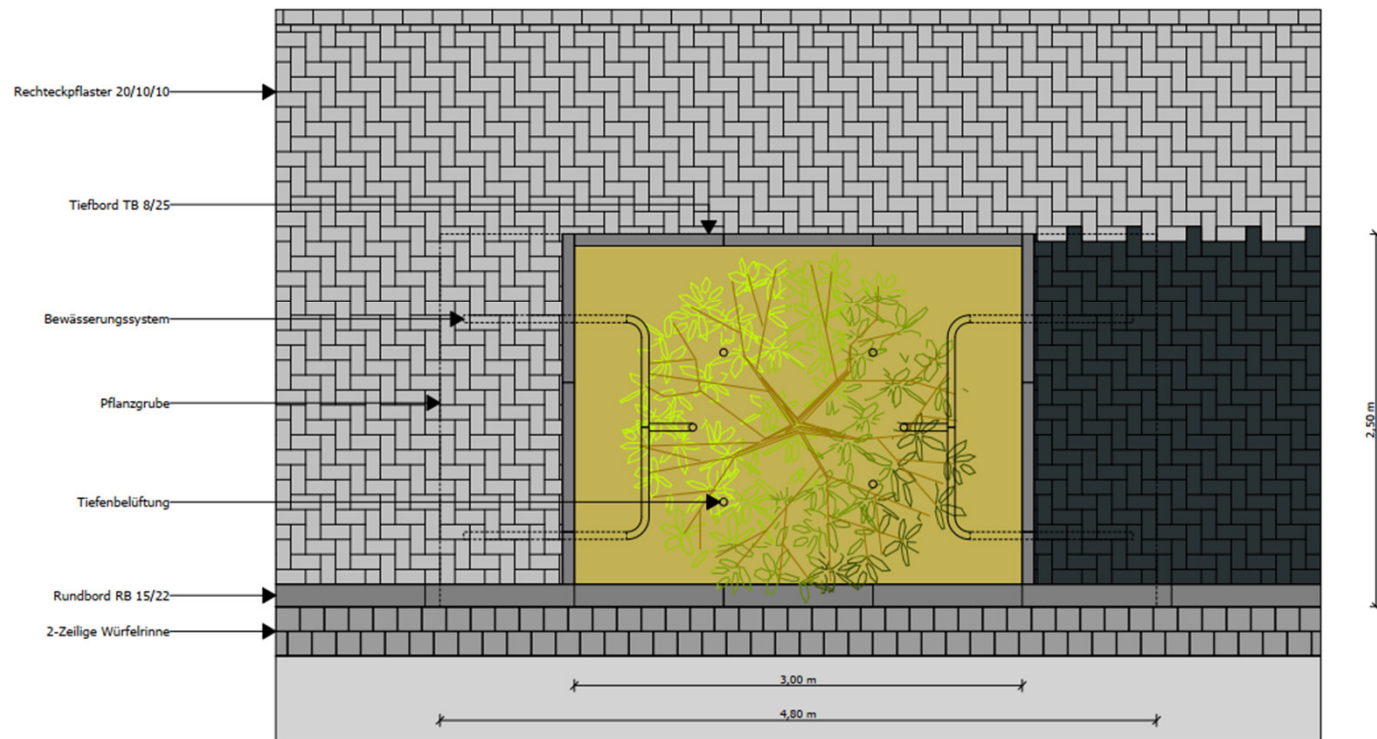 Rechteckpflaster 20/10/10
Tiefbord TB 8/25
Bewässerungssystem
Pflanzgrube
Tiefenbelüftung
Rundbord RB 15/22
2-Zeilige Würfelrinne
2,50 m
3,00 m
4,80 m